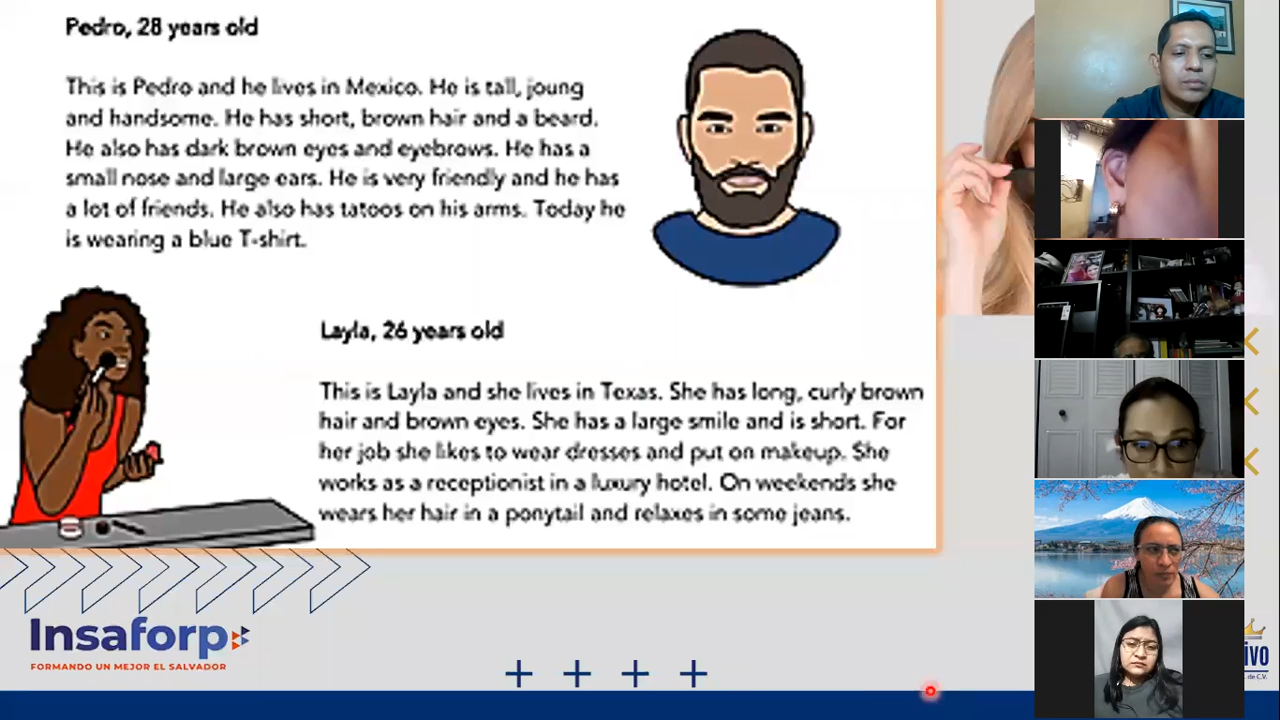 Pedro, 28 years old
This is Pedro and he lives in Mexico. He is tall, joung
and handsome. He has short, brown hair and a beard.
He also has dark brown eyes and eyebrows. He has a
small nose and large ears. He is very friendly and he has
a lot of friends. He also has tatoos on his arms. Today he
is wearing a blue T-shirt.
Layla, 26 years old
This is Layla and she lives in Texas. She has long, curly brown
hair and brown eyes. She has a large smile and is short. For
her job she likes to wear dresses and put on makeup. She
works as a receptionist in a luxury hotel. On weekends she
wears her hair in a ponytail and relaxes in some jeans.
Insaforp
FORMANDO UN MEJOR EL SALVADOR
ivo
de C.V.